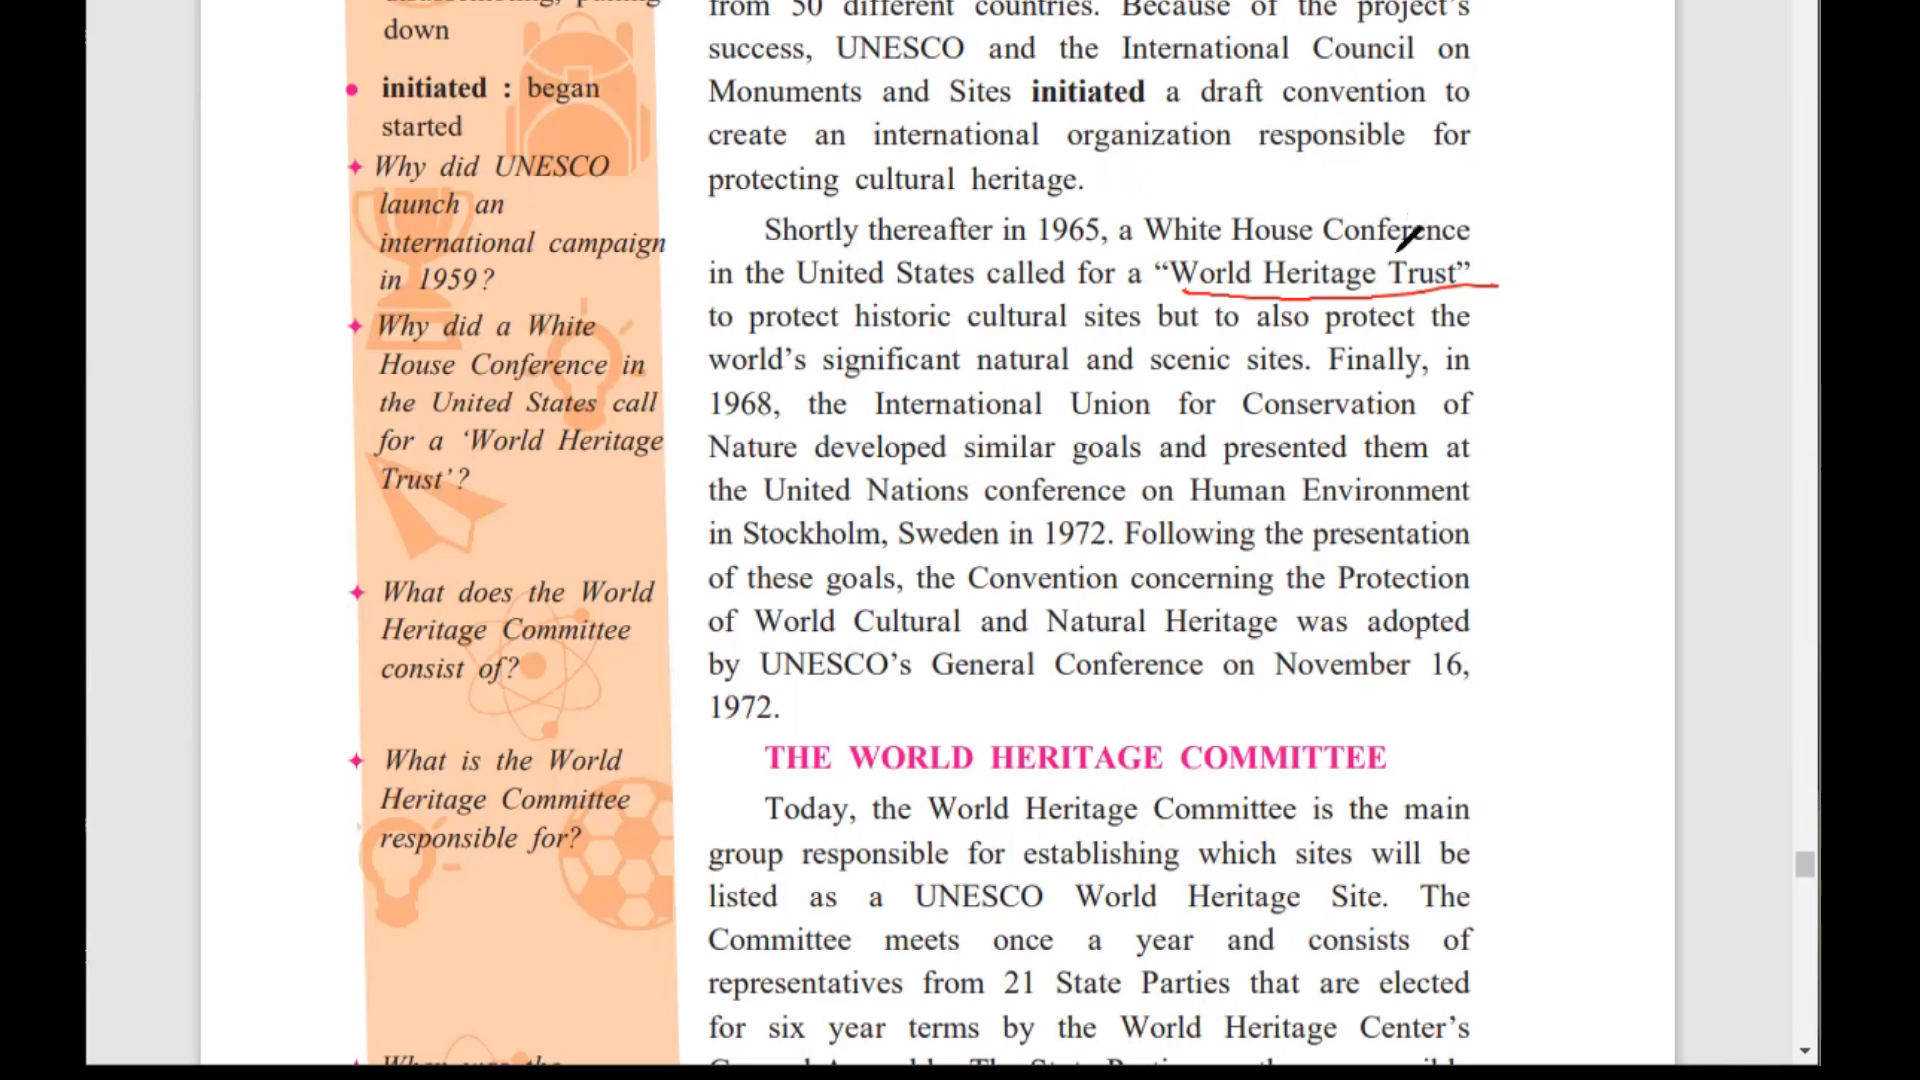 down
• initiated : began
started
Why did UNESCO
launch an
international campaign
in 1959?
Why did a White
House Conference in
the United States call
for a ‘World Heritage
Trust’?
What does the World
Heritage Committee
consist of?
What is the World
Heritage Committee
responsible for?
from 50 different countries. Because of the project’s
success, UNESCO and the International Council on
Monuments and Sites initiated a draft convention to
create an international organization responsible for
protecting cultural heritage.
Shortly thereafter in 1965, a White House Conference
in the United States called for a “World Heritage Trust”
to protect historic cultural sites but to also protect the
world’s significant natural and scenic sites. Finally, in
1968, the International Union for Conservation of
Nature developed similar goals and presented them at
the United Nations conference on Human Environment
in Stockholm, Sweden in 1972. Following the presentation
of these goals, the Convention concerning the Protection
of World Cultural and Natural Heritage was adopted
by UNESCO’s General Conference on November 16,
1972.
THE WORLD HERITAGE COMMITTEE
Today, the World Heritage Committee is the main
group responsible for establishing which sites will be
listed as a UNESCO World Heritage Site. The
Committee meets once a year and consists of
representatives from 21 State Parties that are elected
for six year terms by the World Heritage Center’s